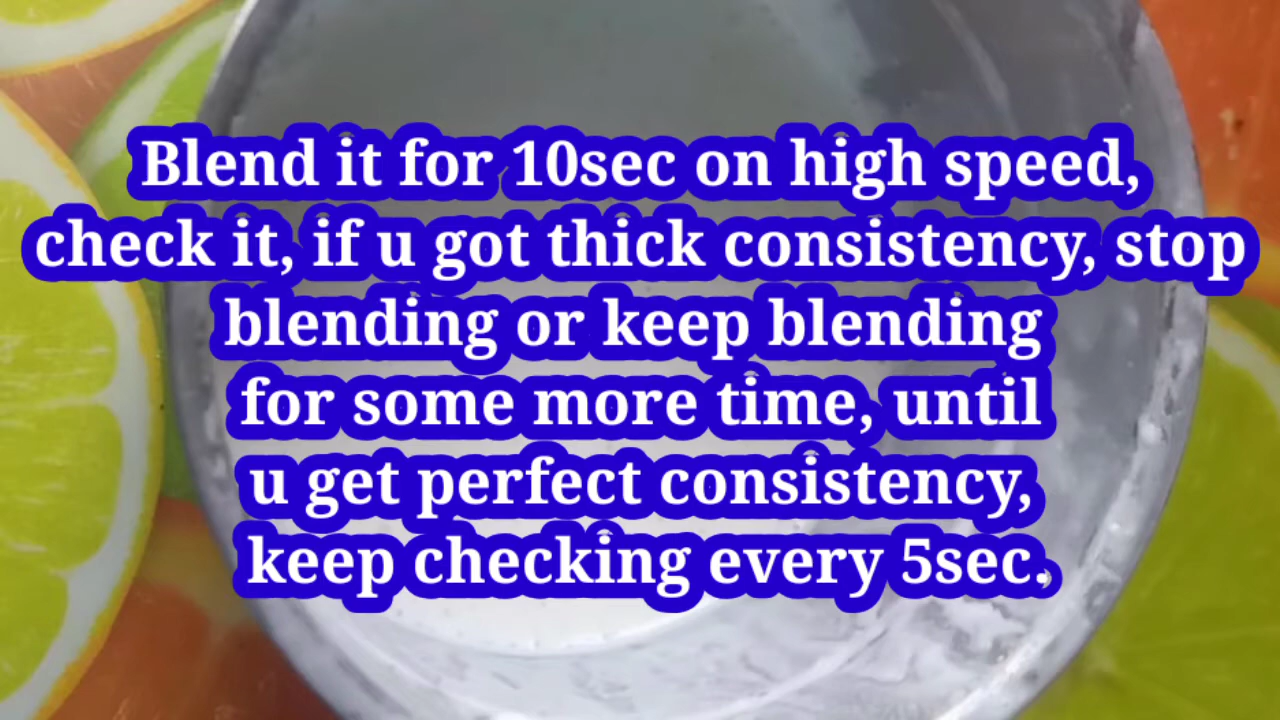 Blend it for 10sec on high speed,
check it, if u got thick consistency, stop
blending or keep blending
for some more time, until
u get perfect consistency,
keep checking every 5sec.